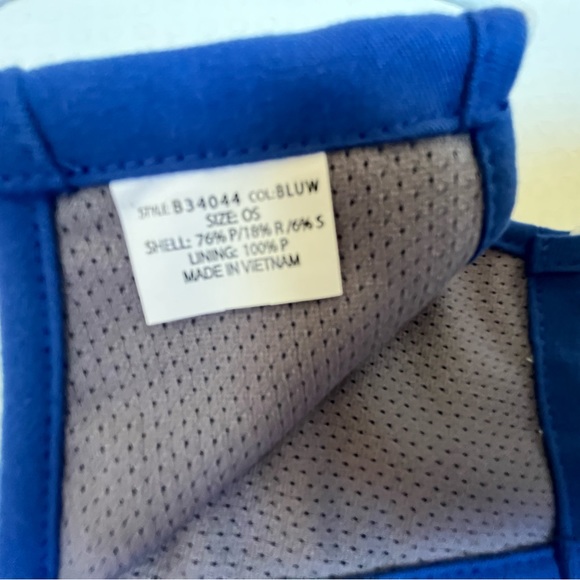 STYLE: B34044 COL:BLUW
SIZE: OS
SHELL: 76% P/18% R/6% S
LINING: 100% P
MADE IN VIETNAM